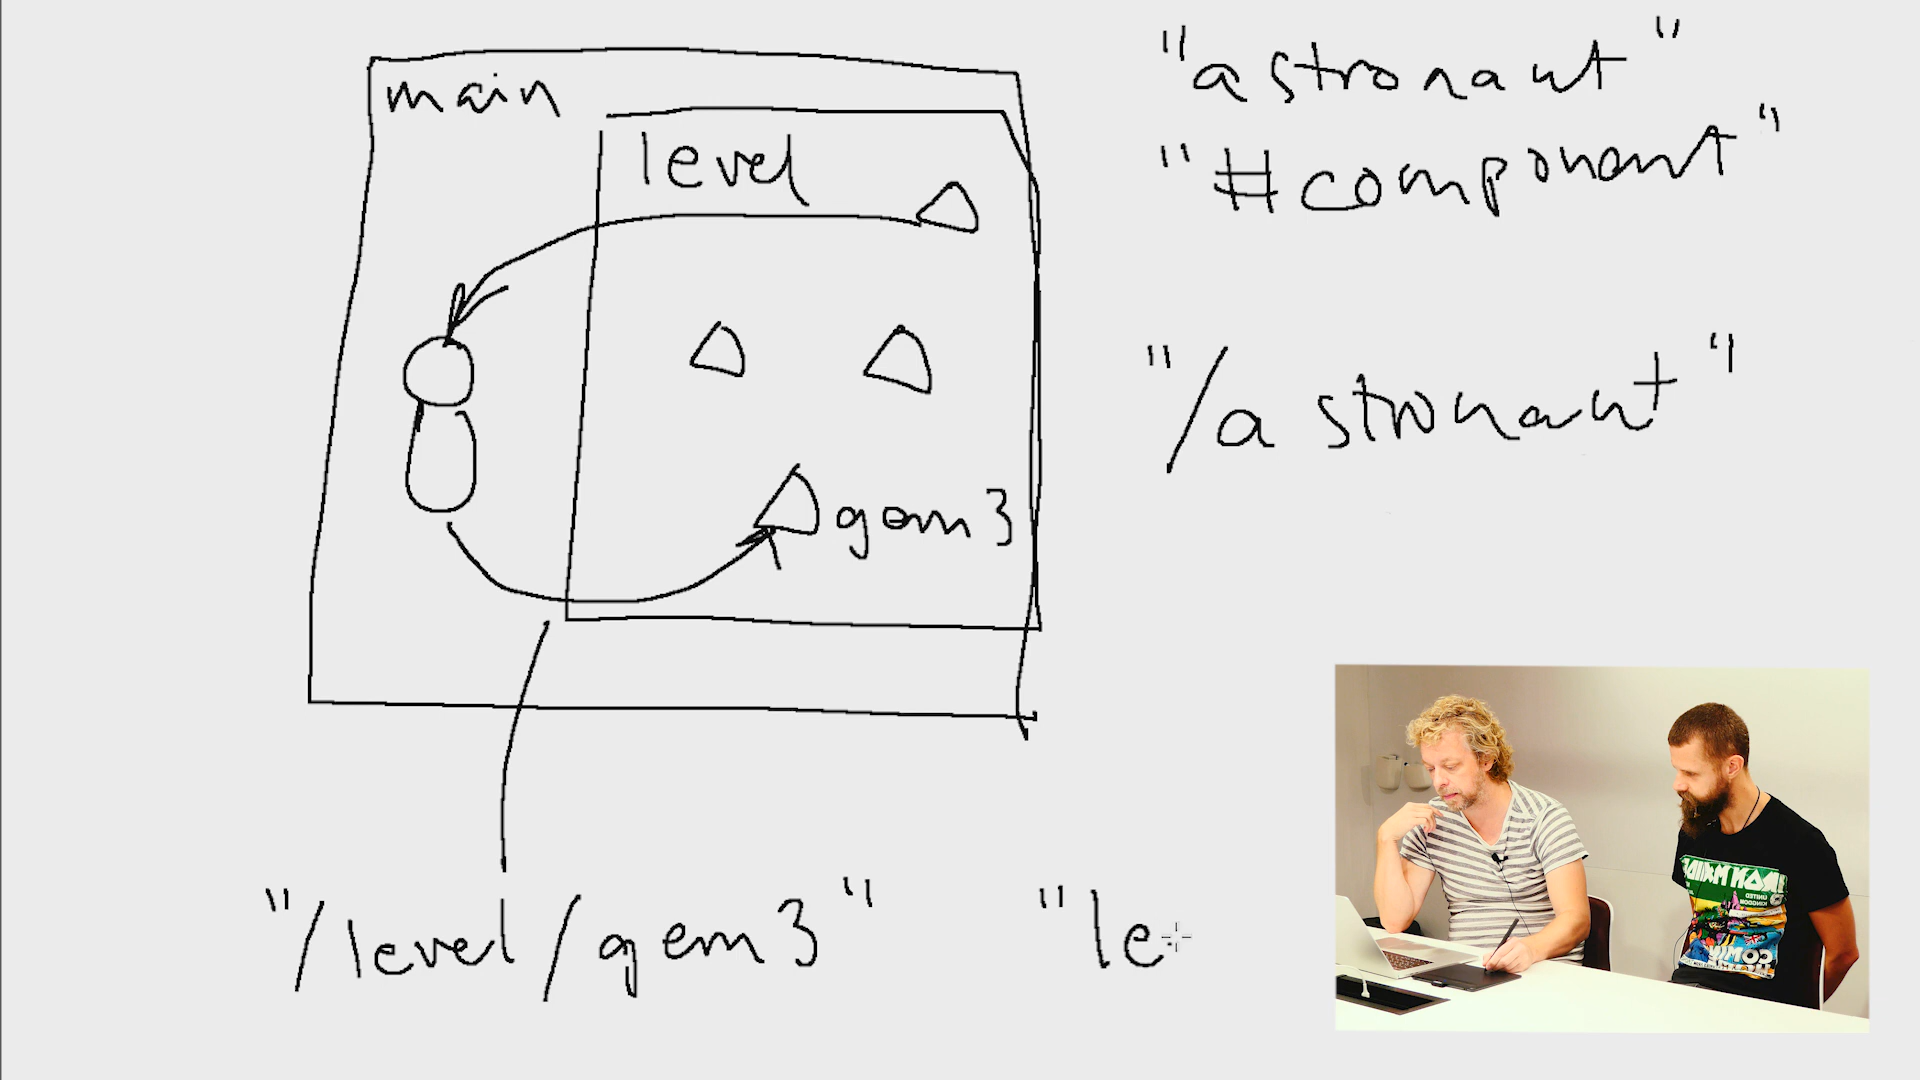 main
level
gem3
"astronaut"
"#component"
"/astronaut"
"/level/gem3"
"le